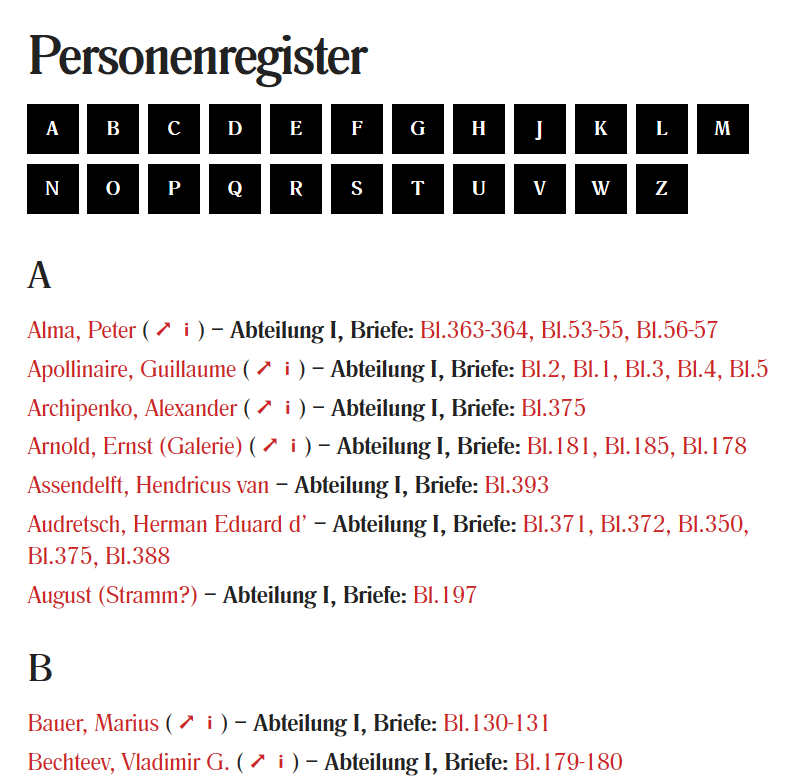 Personenregister
A B C D E F G H J K L M
N O P Q R S T U V W Z
A
Alma, Peter ( ➚ i ) – Abteilung I, Briefe: Bl.363-364, Bl.53-55, Bl.56-57
Apollinaire, Guillaume ( ➚ i ) – Abteilung I, Briefe: Bl.2, Bl.1, Bl.3, Bl.4, Bl.5
Archipenko, Alexander ( ➚ i ) – Abteilung I, Briefe: Bl.375
Arnold, Ernst (Galerie) ( ➚ i ) – Abteilung I, Briefe: Bl.181, Bl.185, Bl.178
Assendelft, Hendricus van – Abteilung I, Briefe: Bl.393
Audretsch, Herman Eduard d’ – Abteilung I, Briefe: Bl.371, Bl.372, Bl.350,
Bl.375, Bl.388
August (Stramm?) – Abteilung I, Briefe: Bl.197
B
Bauer, Marius ( ➚ i ) – Abteilung I, Briefe: Bl.130-131
Bechteev, Vladimir G. ( ➚ i ) – Abteilung I, Briefe: Bl.179-180